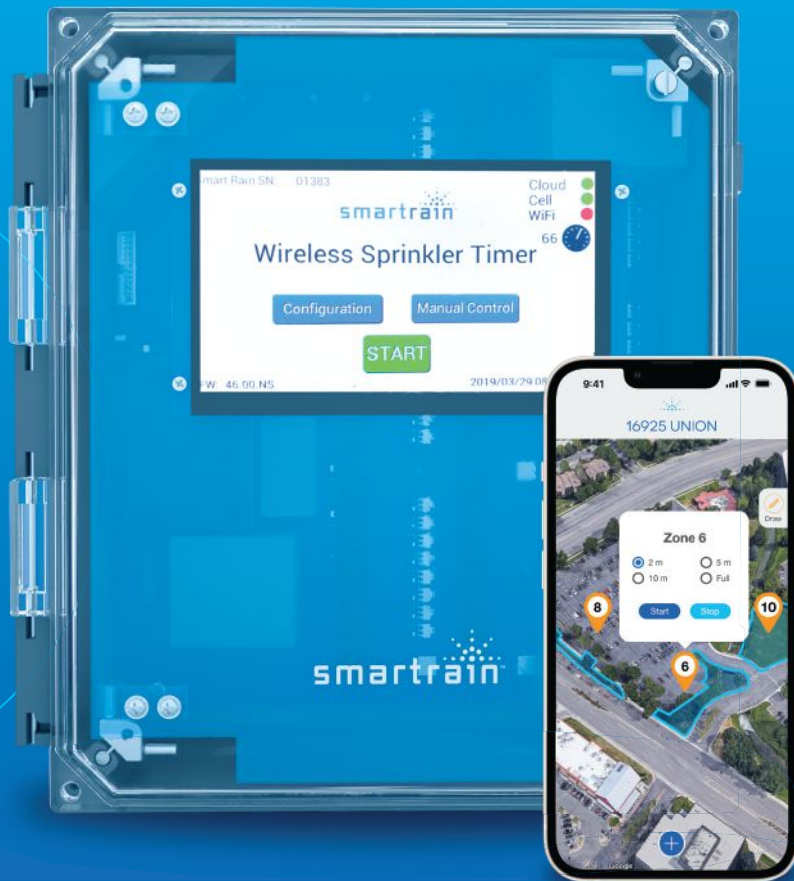 Smart Rain SN: 01383
Cloud
Cell
WiFi
smartrain
66
Wireless Sprinkler Timer
Configuration
Manual Control
START
FW: 46.00.NS
2019/03/29 08
smartrain
9:41
16925 UNION
Draw
Zone 6
2 m
5 m
10 m
Full
Start
Stop
8
10
6
Google